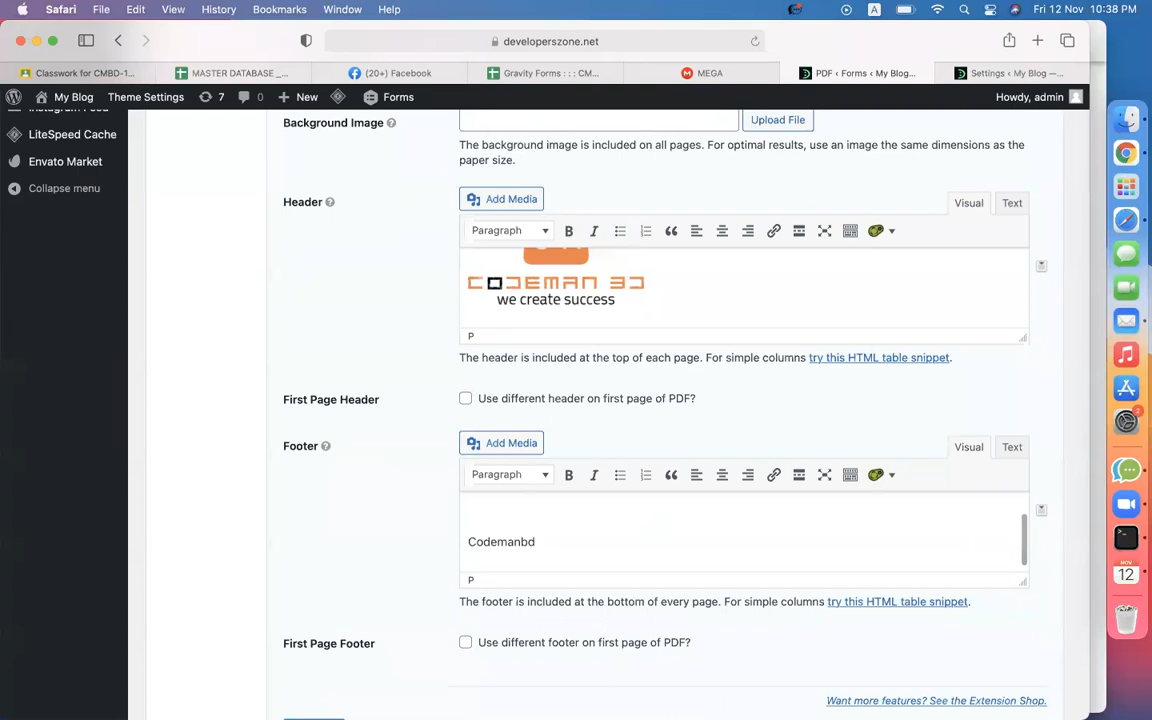 Safari File Edit View History Bookmarks Window Help
A Fri 12 Nov 10:38 PM
developerszone.net
Classwork for CMBD-1...
MASTER DATABASE _...
(20+) Facebook
Gravity Forms : : : CM...
MEGA
PDF ‹ Forms ‹ My Blog...
Settings ‹ My Blog —...
My Blog Theme Settings 7 0 New Forms
Howdy, admin
Instagram Feed
LiteSpeed Cache
Envato Market
Collapse menu
Background Image
Upload File
The background image is included on all pages. For optimal results, use an image the same dimensions as the
paper size.
Header
Add Media
Visual Text
Paragraph
CODEMAN BD
we create success
P
The header is included at the top of each page. For simple columns try this HTML table snippet.
First Page Header
Use different header on first page of PDF?
Footer
Add Media
Visual Text
Paragraph
Codemanbd
P
The footer is included at the bottom of every page. For simple columns try this HTML table snippet.
First Page Footer
Use different footer on first page of PDF?
Want more features? See the Extension Shop.
2
NOV
12